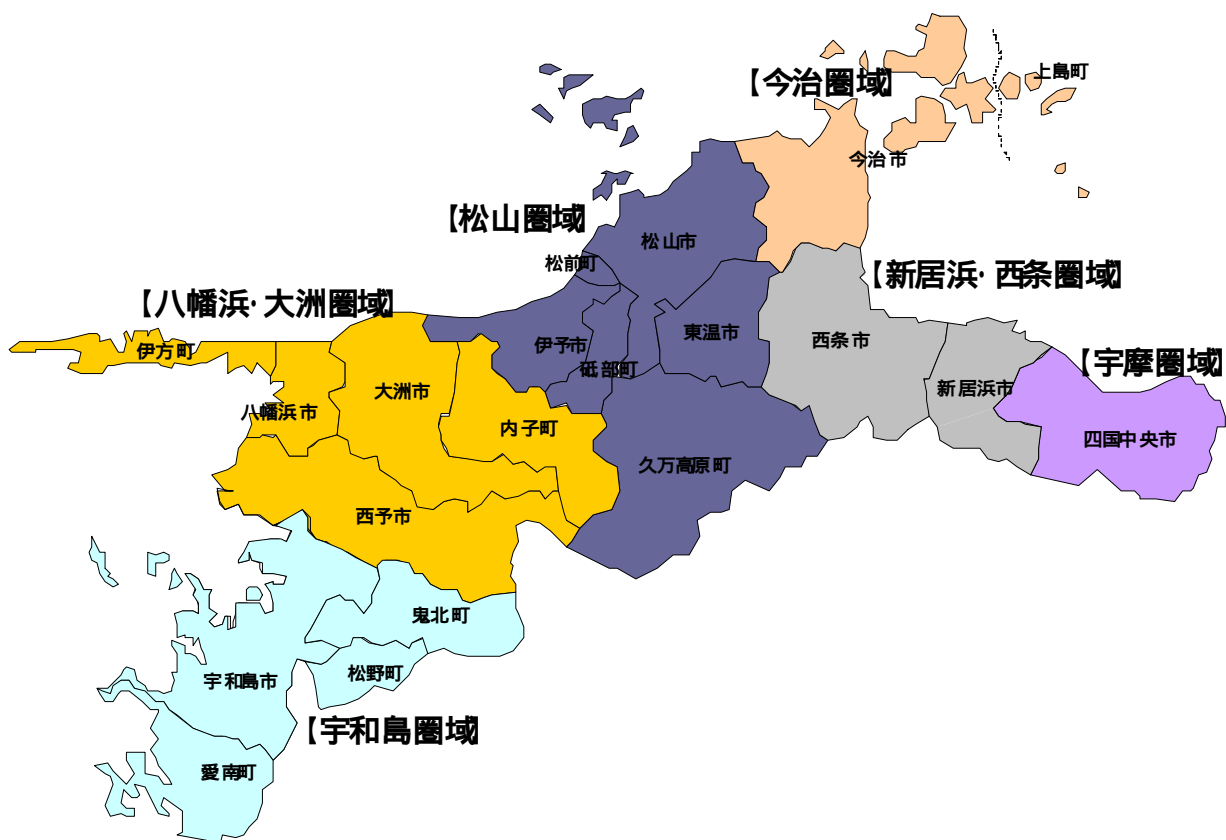 上島町
【今治圏域】
今治市
【松山圏域】
松山市
松前町
【新居浜・西条圏域】
【八幡浜・大洲圏域】
東温市
西条市
伊予市
伊方町
砥部町
【宇摩圏域】
大洲市
新居浜市
八幡浜市
内子町
四国中央市
久万高原町
西予市
鬼北町
松野町
宇和島市
【宇和島圏域】
愛南町